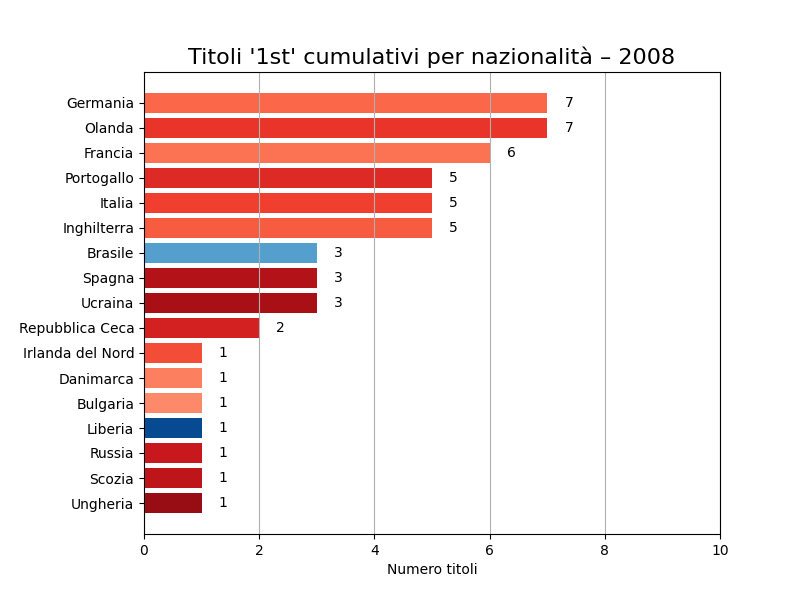 Titoli '1st' cumulativi per nazionalità – 2008
Germania 7
Olanda 7
Francia 6
Portogallo 5
Italia 5
Inghilterra 5
Brasile 3
Spagna 3
Ucraina 3
Repubblica Ceca 2
Irlanda del Nord 1
Danimarca 1
Bulgaria 1
Liberia 1
Russia 1
Scozia 1
Ungheria 1
0 2 4 6 8 10
Numero titoli